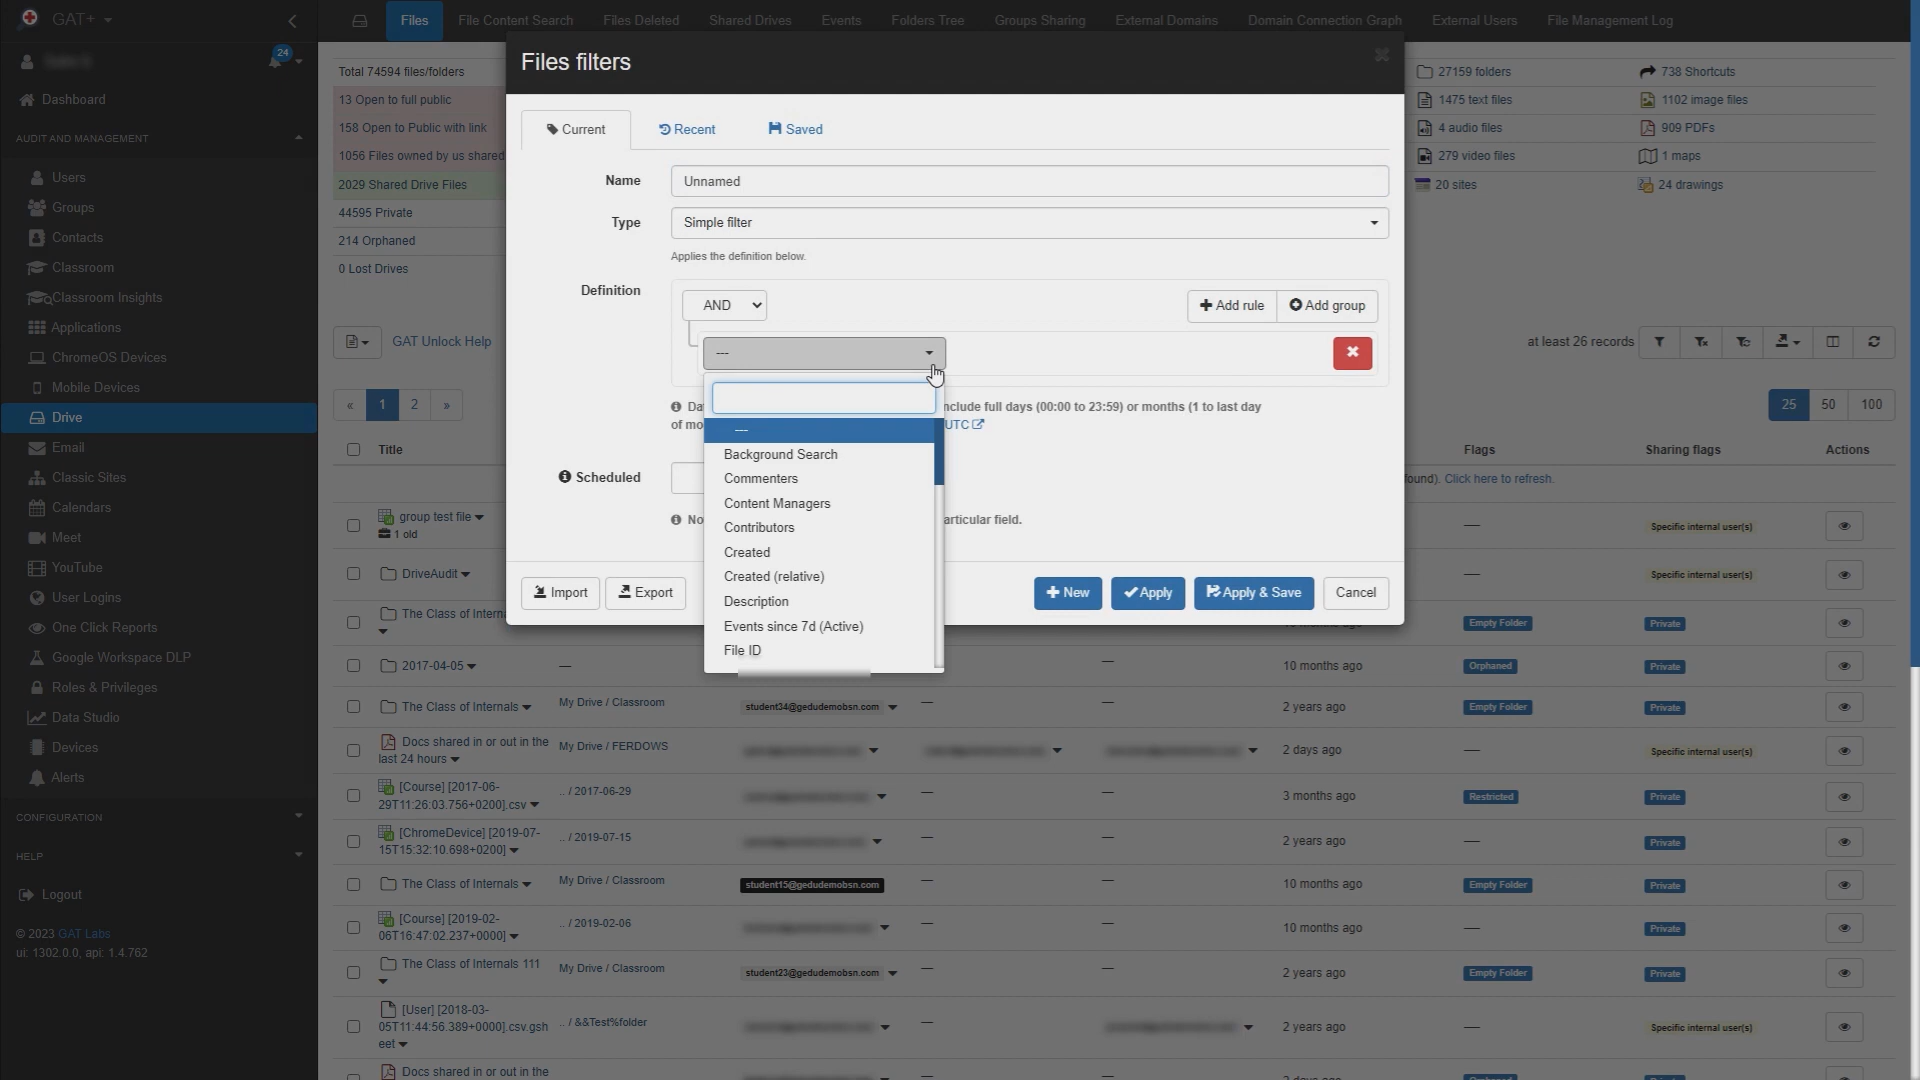 GAT+
Files
File Content Search
Files Deleted
Shared Drives
Events
Folders Tree
Groups Sharing
External Domains
Domain Connection Graph
External Users
File Management Log
24
Dashboard
AUDIT AND MANAGEMENT
Users
Groups
Contacts
Classroom
Classroom Insights
Applications
ChromeOS Devices
Mobile Devices
Drive
Email
Classic Sites
Calendars
Meet
YouTube
User Logins
One Click Reports
Google Workspace DLP
Roles & Privileges
Data Studio
Devices
Alerts
CONFIGURATION
HELP
Logout
© 2023 GAT Labs
ui: 1302.0.0, api: 1.4.762
Total 74594 files/folders
13 Open to full public
158 Open to Public with link
1056 Files owned by us shared
2029 Shared Drive Files
44595 Private
214 Orphaned
0 Lost Drives
27159 folders
738 Shortcuts
1475 text files
1102 image files
4 audio files
909 PDFs
279 video files
1 maps
20 sites
24 drawings
GAT Unlock Help
at least 26 records
« 1 2 »
25 50 100
Files filters
Current
Recent
Saved
Name
Unnamed
Type
Simple filter
Applies the definition below.
Definition
AND
Add rule
Add group
---
nclude full days (00:00 to 23:59) or months (1 to last day
of mo
UTC
---
Background Search
Commenters
Content Managers
Contributors
Created
Created (relative)
Description
Events since 7d (Active)
File ID
Scheduled
articular field.
Import
Export
New
Apply
Apply & Save
Cancel
Title
Flags
Sharing flags
Actions
found). Click here to refresh.
group test file
1 old
Specific internal user(s)
DriveAudit
Specific internal user(s)
The Class of Interna
Empty Folder
Private
2017-04-05
—
—
10 months ago
Orphaned
Private
The Class of Internals
My Drive / Classroom
student34@gedudemobsn.com
—
—
2 years ago
Empty Folder
Private
Docs shared in or out in the
last 24 hours
My Drive / FERDOWS
2 days ago
—
Specific internal user(s)
[Course] [2017-06-
29T11:26:03.756+0200].csv
.. / 2017-06-29
—
—
3 months ago
Restricted
Private
[ChromeDevice] [2019-07-
15T15:32:10.698+0200]
.. / 2019-07-15
—
—
2 years ago
—
Private
The Class of Internals
My Drive / Classroom
student15@gedudemobsn.com
—
—
10 months ago
Empty Folder
Private
[Course] [2019-02-
06T16:47:02.237+0000]
.. / 2019-02-06
—
—
10 months ago
—
Private
The Class of Internals 111
My Drive / Classroom
student23@gedudemobsn.com
—
—
2 years ago
Empty Folder
Private
[User] [2018-03-
05T11:44:56.389+0000].csv.gsh
eet
.. / &&Test%folder
—
2 years ago
—
Specific internal user(s)
Docs shared in or out in the